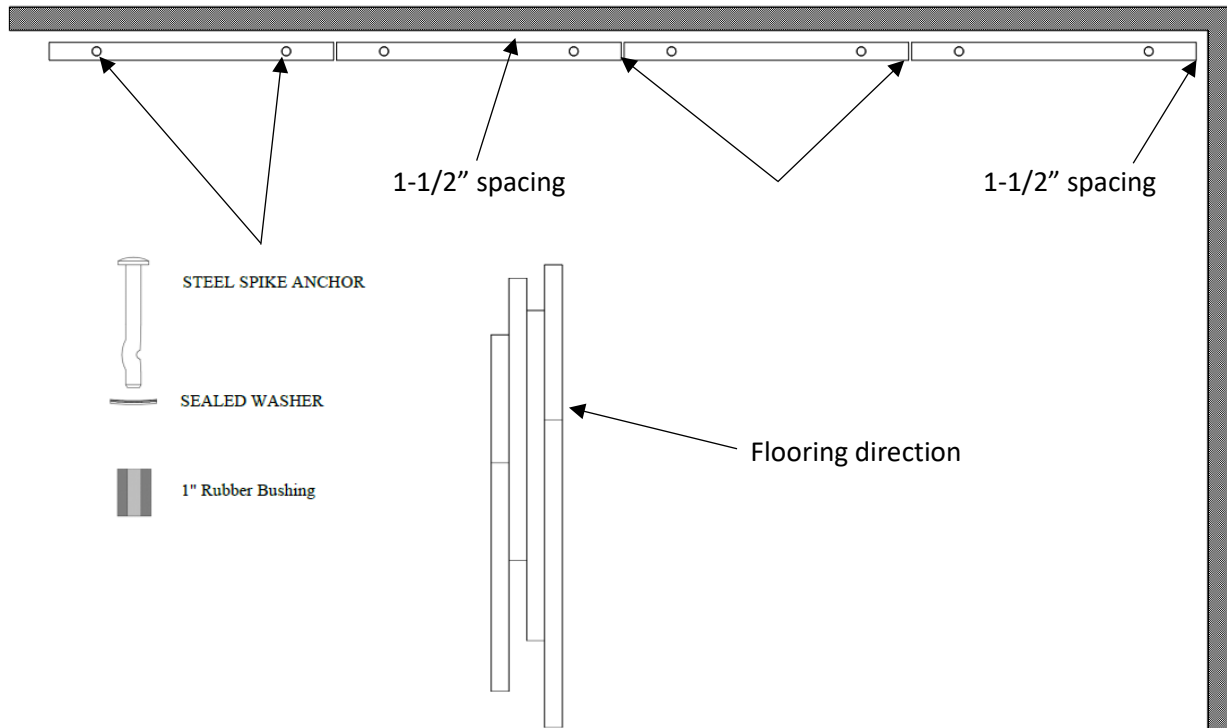 1-1/2” spacing
1-1/2” spacing
STEEL SPIKE ANCHOR
SEALED WASHER
Flooring direction
1" Rubber Bushing